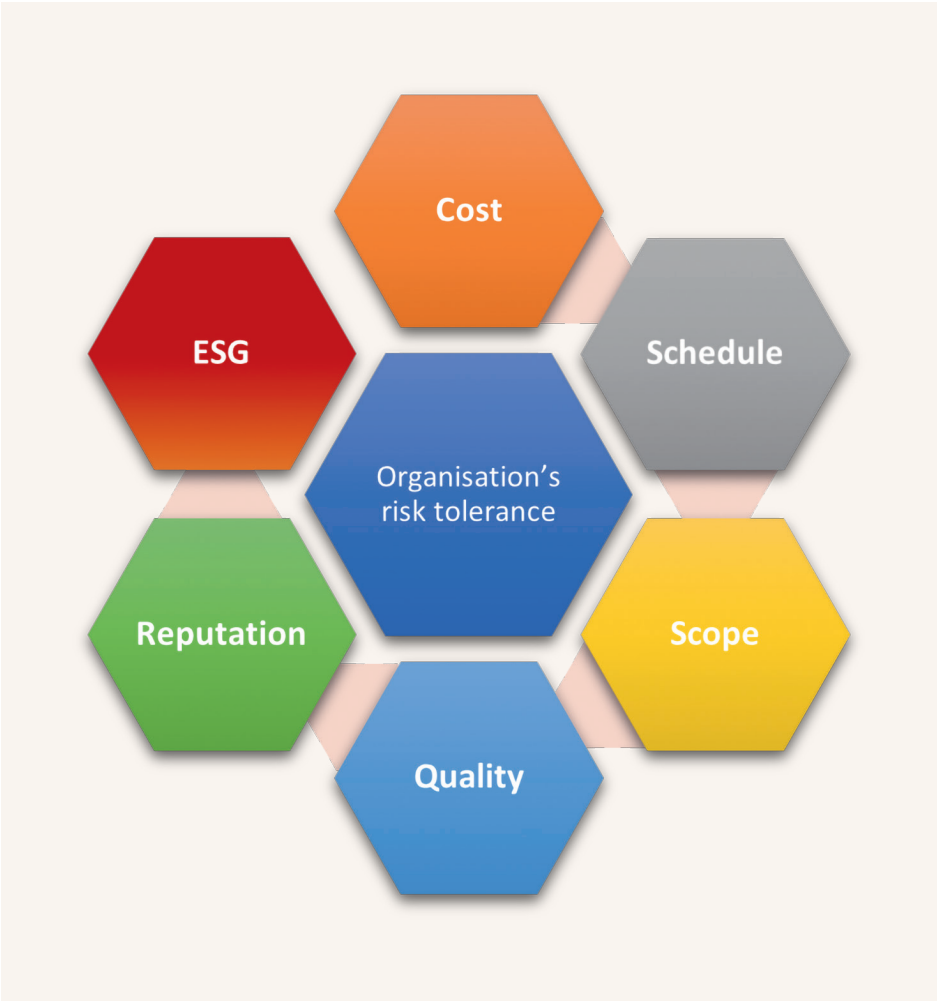 Cost
Schedule
Scope
Quality
Reputation
ESG
Organisation’s
risk tolerance